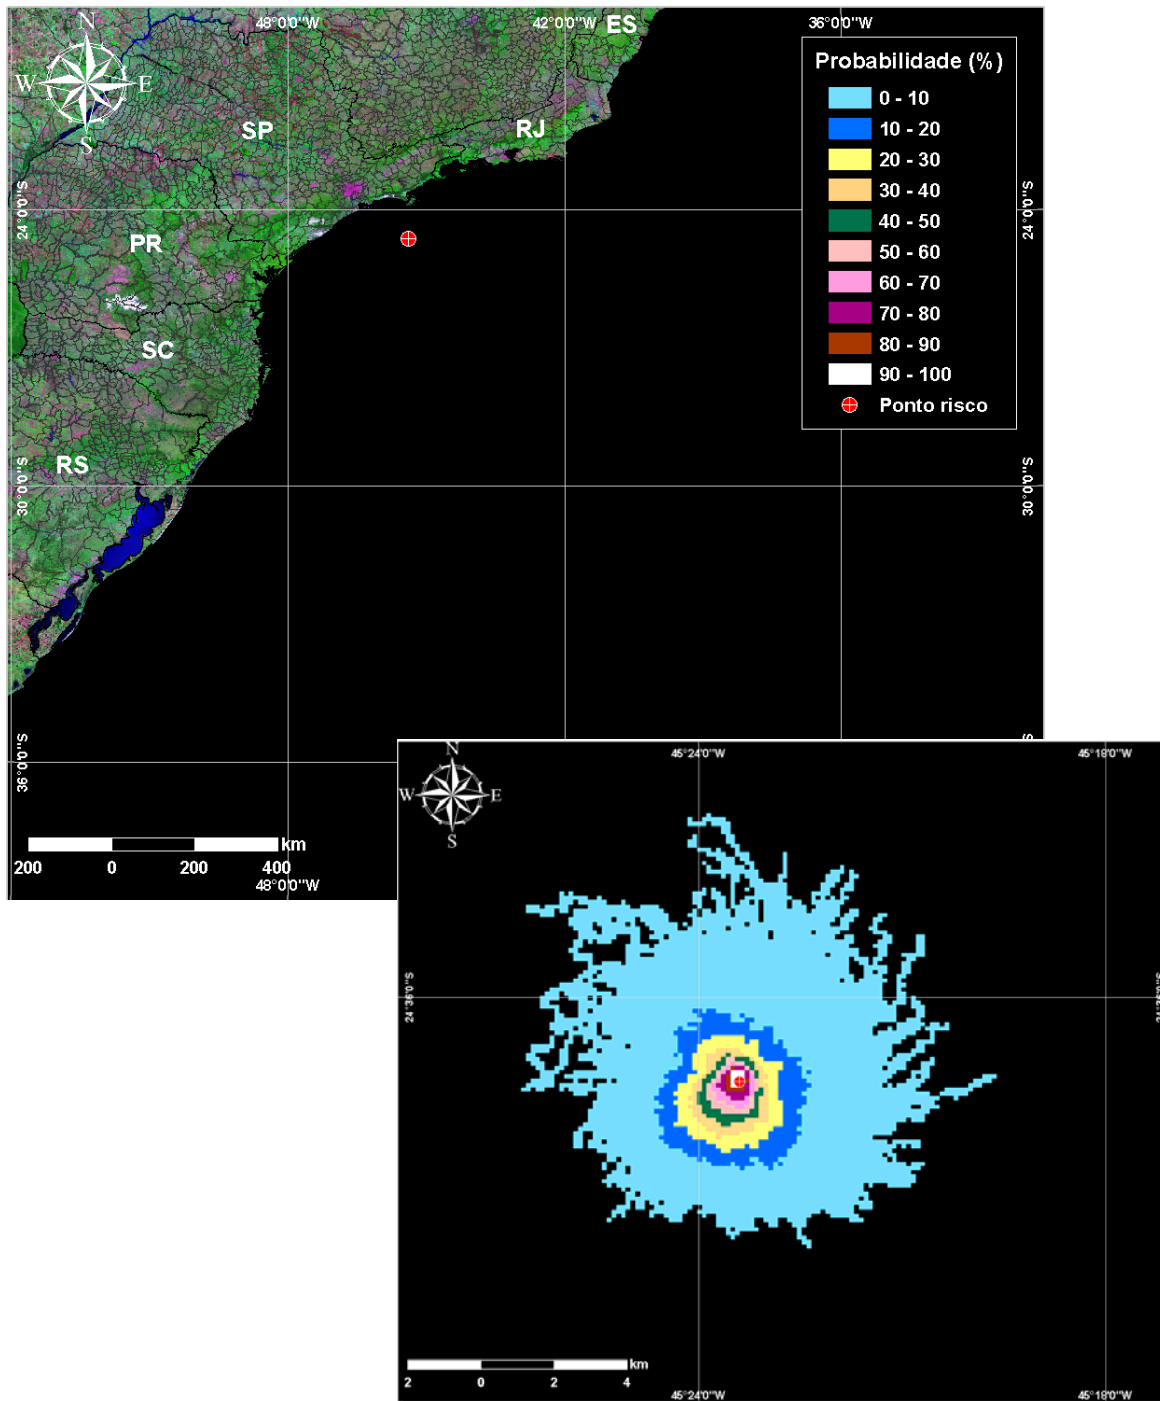 48°0'0"W
42°0'0"W
36°0'0"W
ES
N
W
E
S
SP
RJ
24°0'0"S
24°0'0"S
PR
SC
RS
30°0'0"S
30°0'0"S
36°0'0"S
Probabilidade (%)
0 - 10
10 - 20
20 - 30
30 - 40
40 - 50
50 - 60
60 - 70
70 - 80
80 - 90
90 - 100
Ponto risco
km
200 0 200 400
48°0'0"W
N
W
E
S
45°24'0"W
45°18'0"W
24°36'0"S
24°36'0"S
km
2 0 2 4
45°24'0"W
45°18'0"W